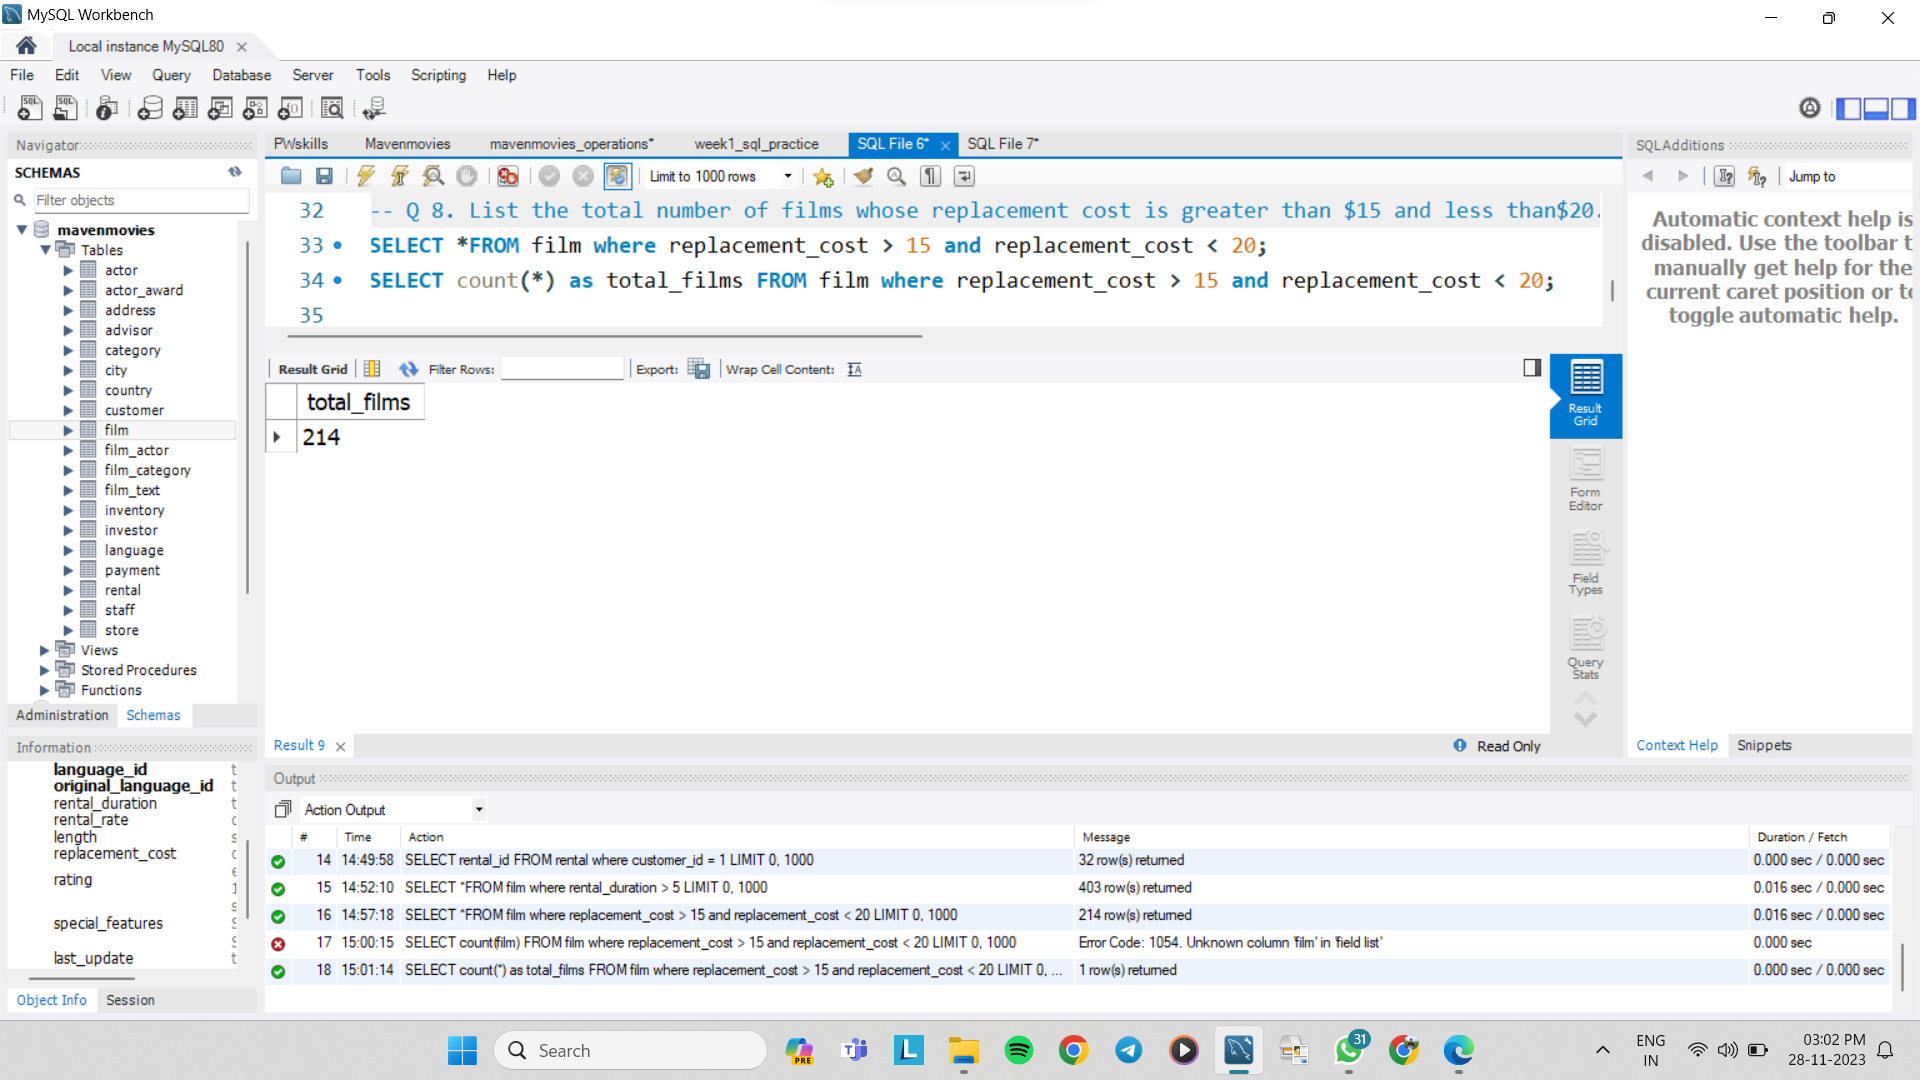 MySQL Workbench
Local instance MySQL80
File Edit View Query Database Server Tools Scripting Help
Navigator
SCHEMAS
Filter objects
mavenmovies
Tables
actor
actor_award
address
advisor
category
city
country
customer
film
film_actor
film_category
film_text
inventory
investor
language
payment
rental
staff
store
Views
Stored Procedures
Functions
Administration Schemas
Information
language_id t
original_language_id t
rental_duration t
rental_rate
length s
replacement_cost
rating
special_features
last_update t
Object Info Session
PWskills Mavenmovies mavenmovies_operations* week1_sql_practice SQL File 6* SQL File 7*
Limit to 1000 rows
32 -- Q 8. List the total number of films whose replacement cost is greater than $15 and less than$20.
33 SELECT *FROM film where replacement_cost > 15 and replacement_cost < 20;
34 SELECT count(*) as total_films FROM film where replacement_cost > 15 and replacement_cost < 20;
35
Result Grid Filter Rows: Export: Wrap Cell Content:
total_films
214
Result Grid
Form Editor
Field Types
Query Stats
Result 9 Read Only
SQLAdditions
Jump to
Automatic context help is
disabled. Use the toolbar t
manually get help for the
current caret position or to
toggle automatic help.
Context Help Snippets
Output
Action Output
# Time Action Message Duration / Fetch
14 14:49:58 SELECT rental_id FROM rental where customer_id = 1 LIMIT 0, 1000 32 row(s) returned 0.000 sec / 0.000 sec
15 14:52:10 SELECT *FROM film where rental_duration > 5 LIMIT 0, 1000 403 row(s) returned 0.016 sec / 0.000 sec
16 14:57:18 SELECT *FROM film where replacement_cost > 15 and replacement_cost < 20 LIMIT 0, 1000 214 row(s) returned 0.016 sec / 0.000 sec
17 15:00:15 SELECT count(film) FROM film where replacement_cost > 15 and replacement_cost < 20 LIMIT 0, 1000 Error Code: 1054. Unknown column 'film' in 'field list' 0.000 sec
18 15:01:14 SELECT count(*) as total_films FROM film where replacement_cost > 15 and replacement_cost < 20 LIMIT 0, ... 1 row(s) returned 0.000 sec / 0.000 sec
Search
PRE
31
ENG
IN
03:02 PM
28-11-2023